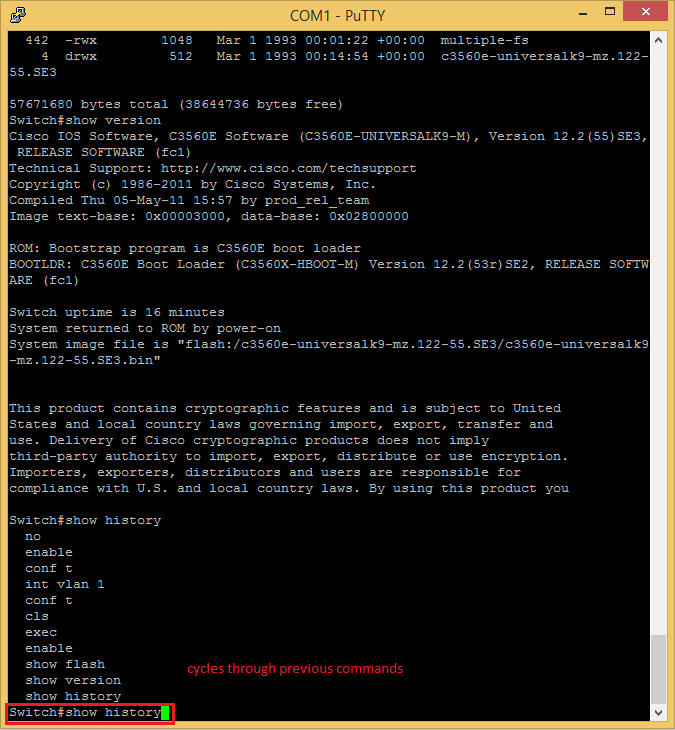 COM1 - PuTTY
442 -rwx 1048 Mar 1 1993 00:01:22 +00:00 multiple-fs
4 drwx 512 Mar 1 1993 00:14:54 +00:00 c3560e-universalk9-mz.122-
55.SE3
57671680 bytes total (38644736 bytes free)
Switch#show version
Cisco IOS Software, C3560E Software (C3560E-UNIVERSALK9-M), Version 12.2(55)SE3,
RELEASE SOFTWARE (fc1)
Technical Support: http://www.cisco.com/techsupport
Copyright (c) 1986-2011 by Cisco Systems, Inc.
Compiled Thu 05-May-11 15:57 by prod_rel_team
Image text-base: 0x00003000, data-base: 0x02800000
ROM: Bootstrap program is C3560E boot loader
BOOTLDR: C3560E Boot Loader (C3560X-HBOOT-M) Version 12.2(53r)SE2, RELEASE SOFTW
ARE (fc1)
Switch uptime is 16 minutes
System returned to ROM by power-on
System image file is "flash:/c3560e-universalk9-mz.122-55.SE3/c3560e-universalk9
-mz.122-55.SE3.bin"
This product contains cryptographic features and is subject to United
States and local country laws governing import, export, transfer and
use. Delivery of Cisco cryptographic products does not imply
third-party authority to import, export, distribute or use encryption.
Importers, exporters, distributors and users are responsible for
compliance with U.S. and local country laws. By using this product you
Switch#show history
no
enable
conf t
int vlan 1
conf t
cls
exec
enable
show flash
cycles through previous commands
show version
show history
Switch#show history